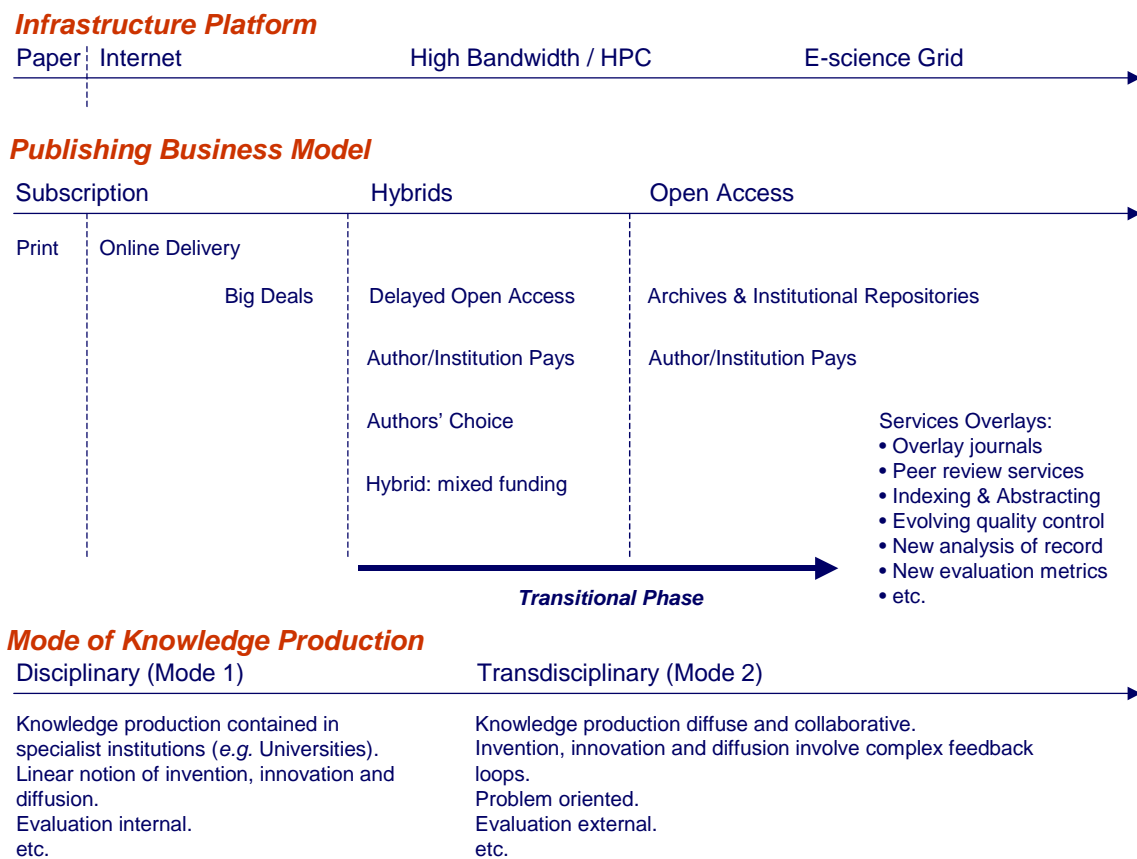 Infrastructure Platform
Paper Internet High Bandwidth / HPC E-science Grid
Publishing Business Model
Subscription Hybrids Open Access
Print Online Delivery
Big Deals Delayed Open Access Archives & Institutional Repositories
Author/Institution Pays Author/Institution Pays
Authors’ Choice
Hybrid: mixed funding
Services Overlays:
• Overlay journals
• Peer review services
• Indexing & Abstracting
• Evolving quality control
• New analysis of record
• New evaluation metrics
• etc.
Transitional Phase
Mode of Knowledge Production
Disciplinary (Mode 1) Transdisciplinary (Mode 2)
Knowledge production contained in
specialist institutions (e.g. Universities).
Linear notion of invention, innovation and
diffusion.
Evaluation internal.
etc.
Knowledge production diffuse and collaborative.
Invention, innovation and diffusion involve complex feedback
loops.
Problem oriented.
Evaluation external.
etc.